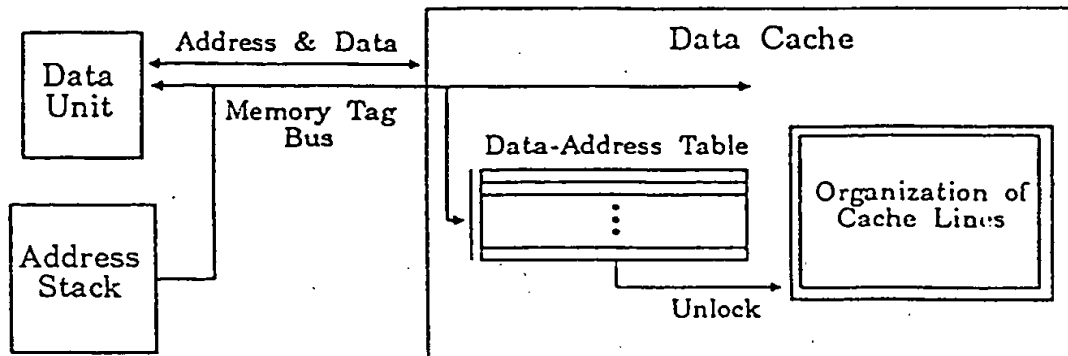 Data Cache
Address & Data
Data
Unit
Memory Tag
Bus
Data-Address Table
Organization of
Cache Lines
Address
Stack
Unlock